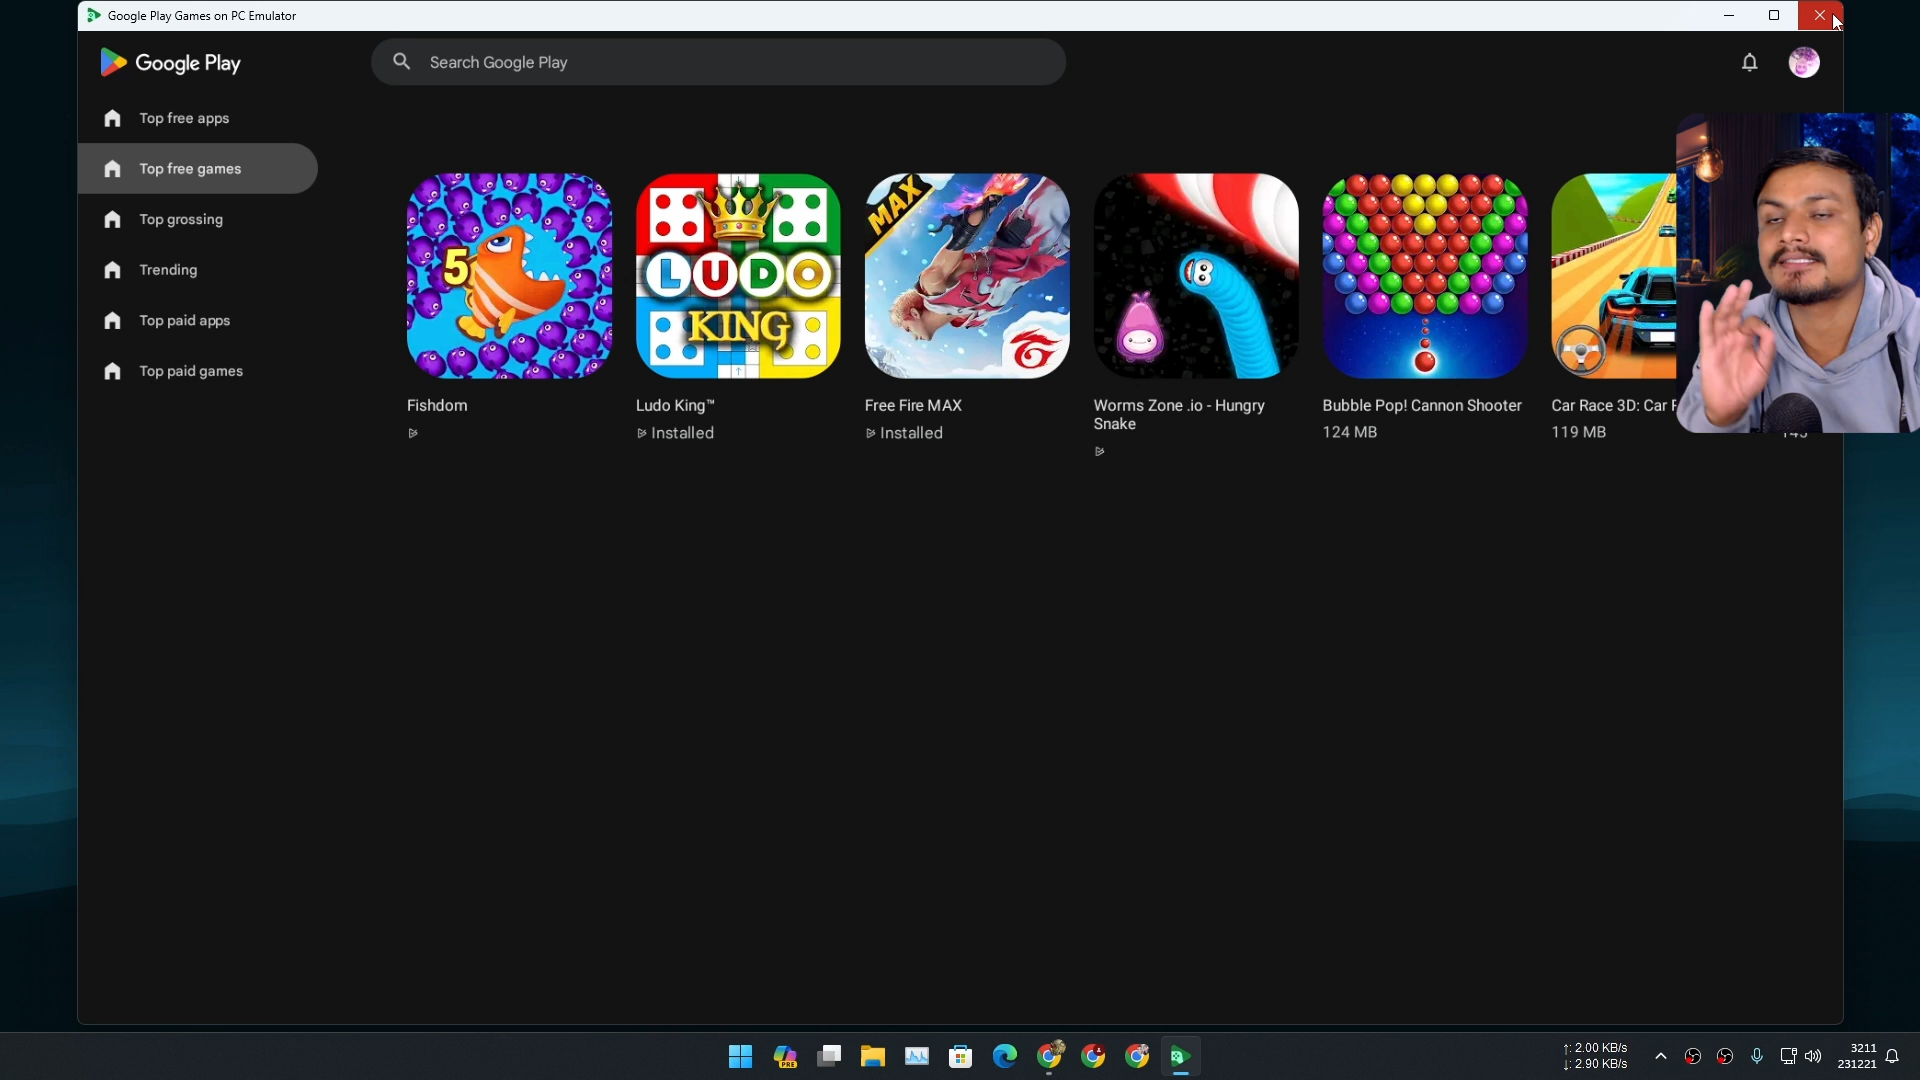 Google Play Games on PC Emulator
Google Play
Search Google Play
Top free apps
Top free games
Top grossing
Trending
Top paid apps
Top paid games
5
LUDO
KING
MAX
Fishdom
Ludo King™
Installed
Free Fire MAX
Installed
Worms Zone .io - Hungry
Snake
Bubble Pop! Cannon Shooter
124 MB
Car Race 3D: Car
119 MB
PRE
↑: 2.00 KB/s
↓: 2.90 KB/s
3211
231221